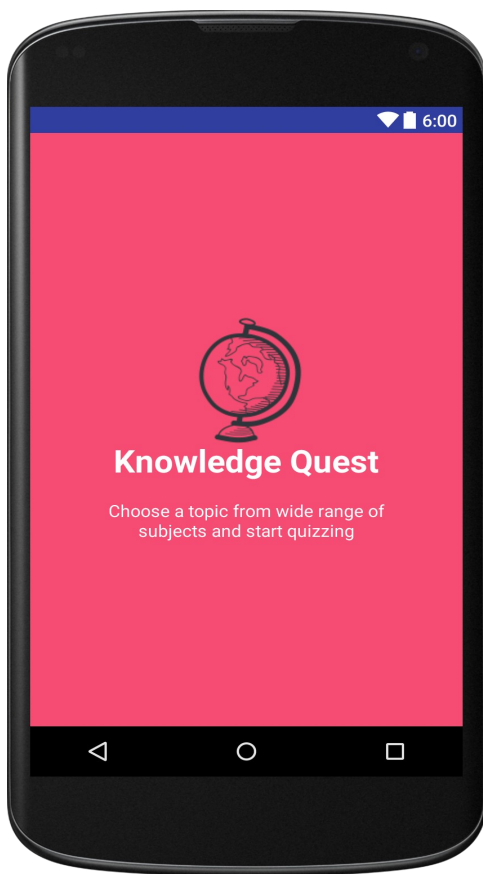 6:00
Knowledge Quest
Choose a topic from wide range of
subjects and start quizzing